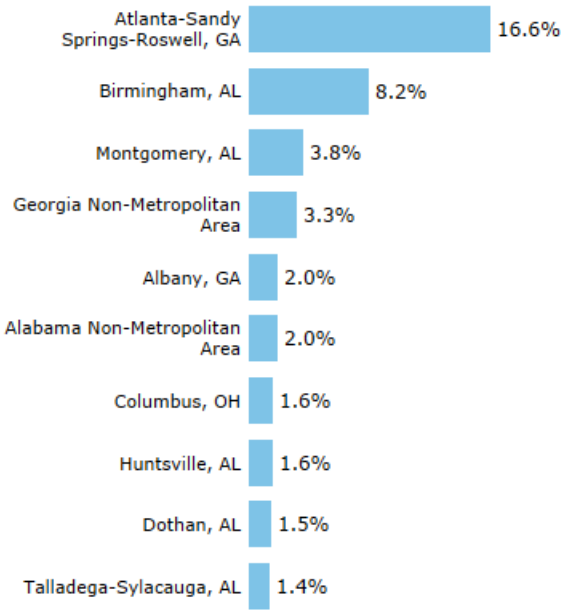 Atlanta-Sandy
Springs-Roswell, GA
16.6%
Birmingham, AL
8.2%
Montgomery, AL
3.8%
Georgia Non-Metropolitan
Area
3.3%
Albany, GA
2.0%
Alabama Non-Metropolitan
Area
2.0%
Columbus, OH
1.6%
Huntsville, AL
1.6%
Dothan, AL
1.5%
Talladega-Sylacauga, AL
1.4%